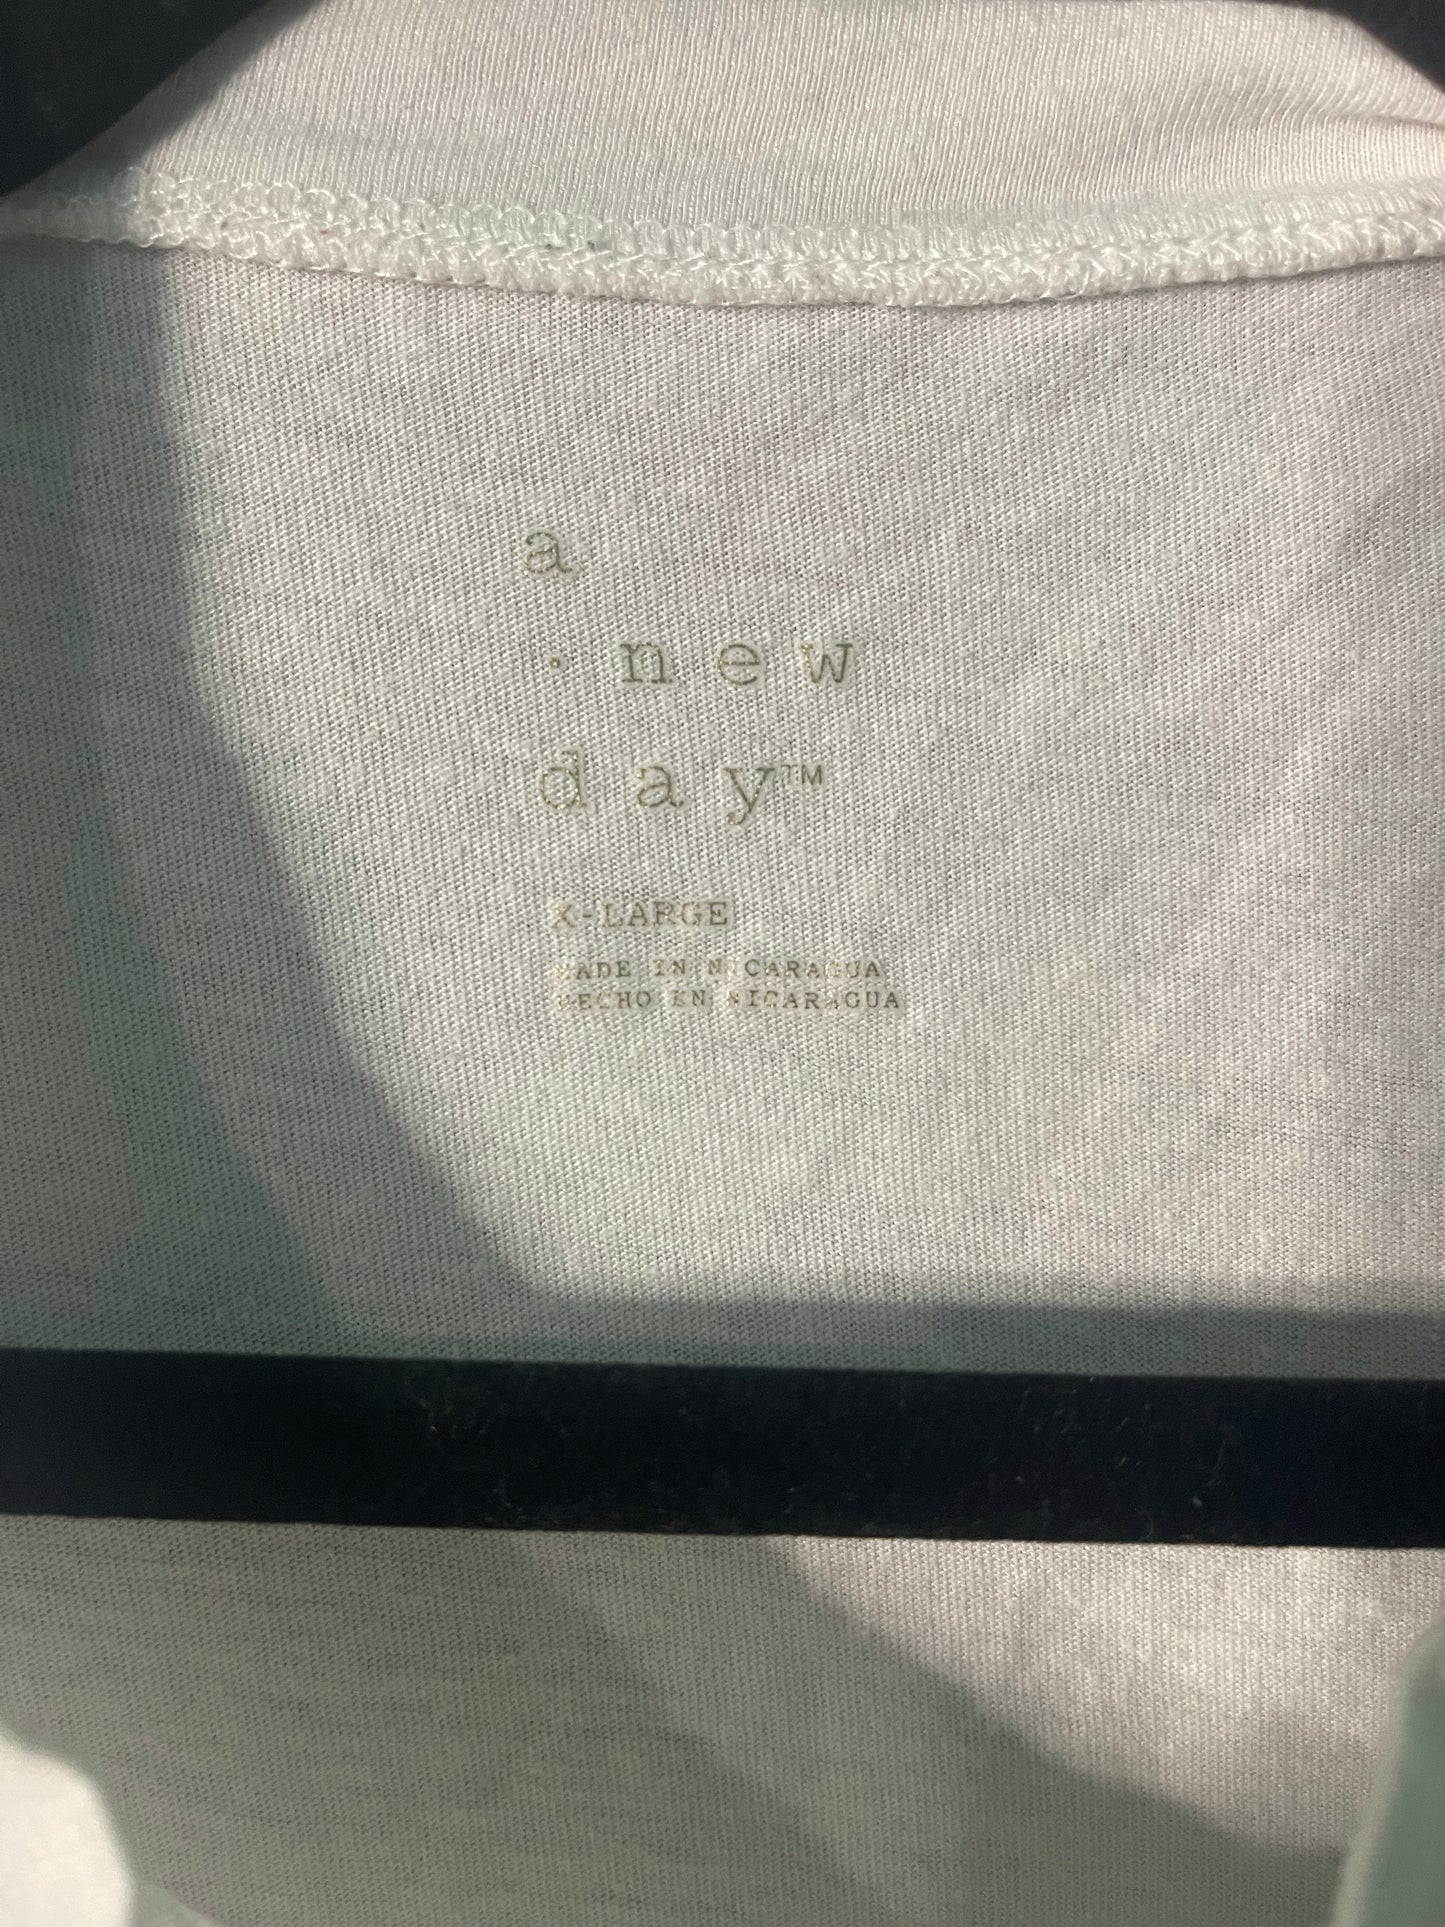 a
· new
day™
X-LARGE
MADE IN NICARAGUA
HECHO EN NICARAGUA